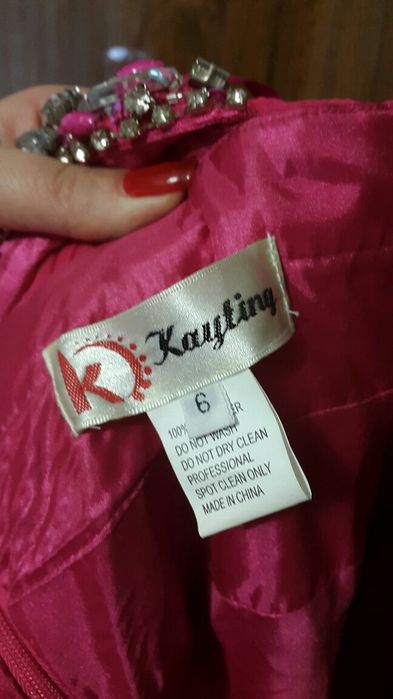 K
Kayling
6
100%
DO NOT WASH
DO NOT DRY CLEAN
PROFESSIONAL
SPOT CLEAN ONLY
MADE IN CHINA